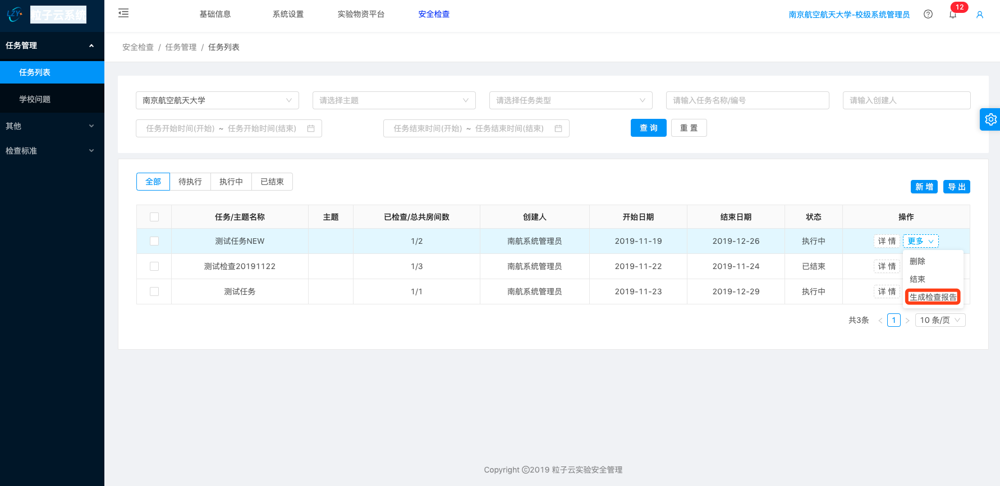 LZY 粒子云系统
基础信息 系统设置 实验物资平台 安全检查 南京航空航天大学-校级系统管理员 12
任务管理
任务列表
学校问题
其他
检查标准
安全检查 / 任务管理 / 任务列表
南京航空航天大学 请选择主题 请选择任务类型 请输入任务名称/编号 请输入创建人
任务开始时间(开始) ~ 任务开始时间(结束) 任务结束时间(开始) ~ 任务结束时间(结束) 查 询 重 置
全部 待执行 执行中 已结束
新 增 导 出
任务/主题名称 主题 已检查/总共房间数 创建人 开始日期 结束日期 状态 操作
测试任务NEW 1/2 南航系统管理员 2019-11-19 2019-12-26 执行中 详 情 更多
测试检查20191122 1/3 南航系统管理员 2019-11-22 2019-11-24 已结束 详 情
测试任务 1/1 南航系统管理员 2019-11-23 2019-12-29 执行中 详 情
删除
结束
生成检查报告
共3条 < 1 > 10 条/页
Copyright ©2019 粒子云实验安全管理